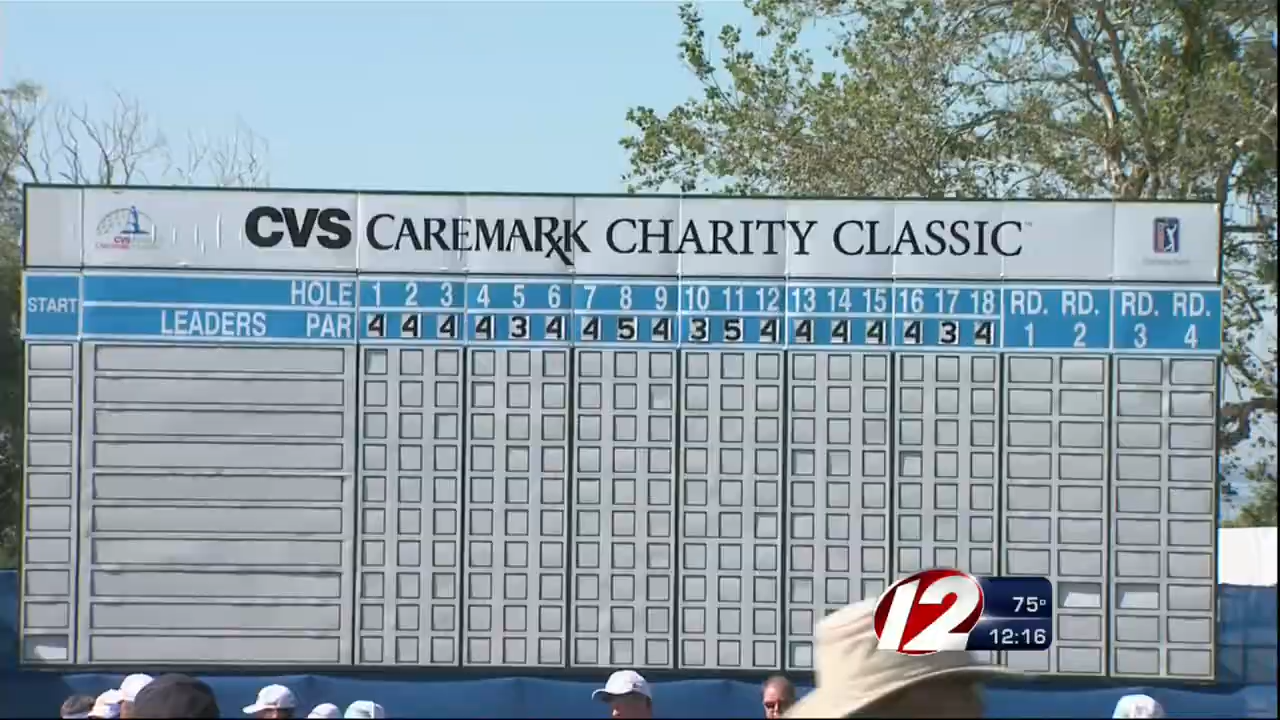 CVS CAREMARK CHARITY CLASSIC
START HOLE 1 2 3 4 5 6 7 8 9 10 11 12 13 14 15 16 17 18 RD. 1 RD. 2 RD. 3 RD. 4
LEADERS PAR 4 4 4 4 3 4 4 5 4 3 5 4 4 4 4 4 3 4
12 75°
12:16